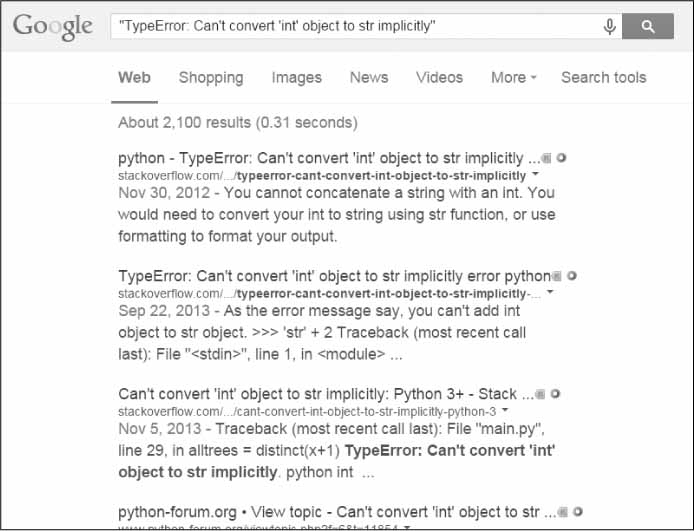 Google "TypeError: Can't convert 'int' object to str implicitly"
Web Shopping Images News Videos More Search tools
About 2,100 results (0.31 seconds)
python - TypeError: Can't convert 'int' object to str implicitly ...
stackoverflow.com/.../typeerror-cant-convert-int-object-to-str-implicitly
Nov 30, 2012 - You cannot concatenate a string with an int. You
would need to convert your int to string using str function, or use
formatting to format your output.
TypeError: Can't convert 'int' object to str implicitly error python
stackoverflow.com/.../typeerror-cant-convert-int-object-to-str-implicitly-...
Sep 22, 2013 - As the error message say, you can't add int
object to str object. >>> 'str' + 2 Traceback (most recent call
last): File "<stdin>", line 1, in <module> ...
Can't convert 'int' object to str implicitly: Python 3+ - Stack ...
stackoverflow.com/.../cant-convert-int-object-to-str-implicitly-python-3
Nov 5, 2013 - Traceback (most recent call last): File "main.py",
line 29, in alltrees = distinct(x+1) TypeError: Can't convert 'int'
object to str implicitly. python int ...
python-forum.org • View topic - Can't convert 'int' object to str ...
www.python-forum.org/viewtopic.php?f=6&t=11854